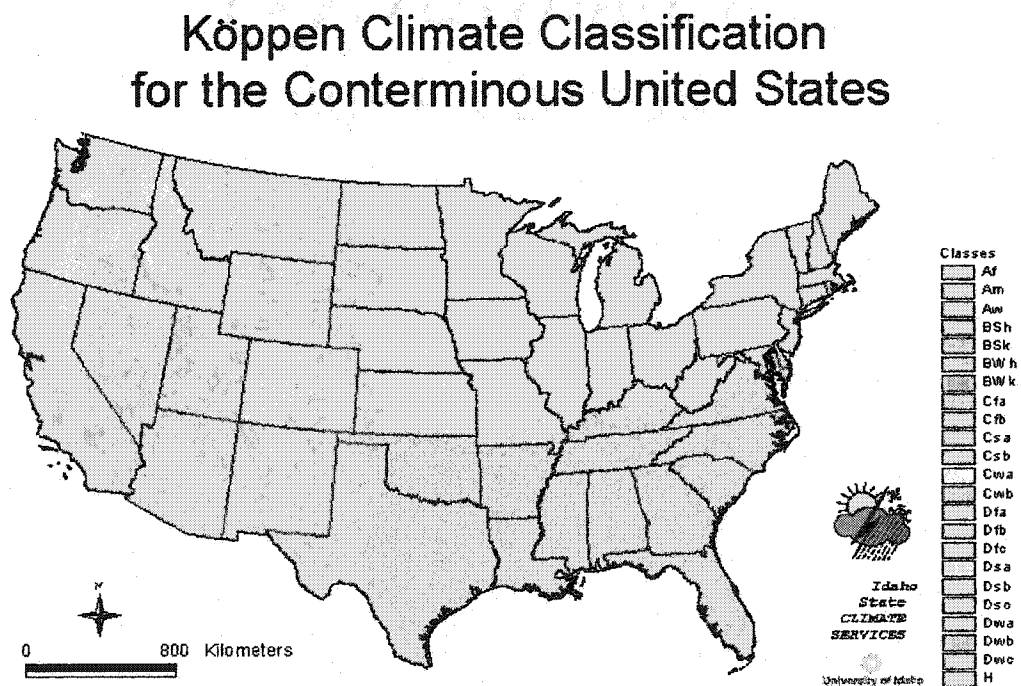 Köppen Climate Classification
for the Conterminous United States
Classes
Af
Am
Aw
BSh
BSk
BWh
BWk
Cfa
Cfb
Csa
Csb
Cwa
Cwb
Dfa
Dfb
Dfc
Dsa
Dsb
Dsc
Dwa
Dwb
Dwc
H
Idaho
State
CLIMATE
SERVICES
University of Idaho
N
0 800 Kilometers